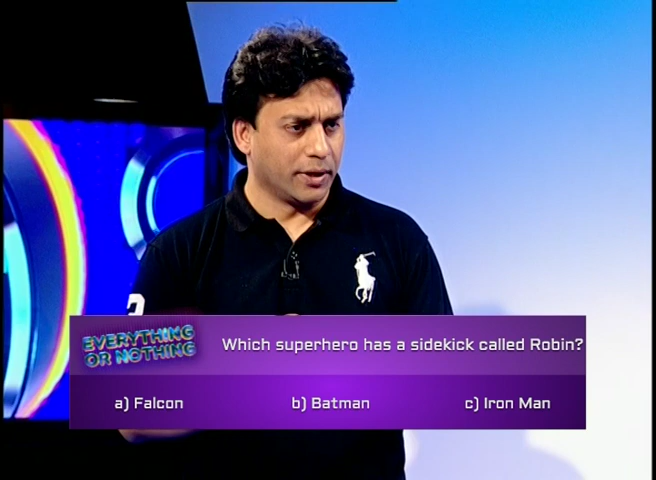 EVERYTHING
OR NOTHING
Which superhero has a sidekick called Robin?
a) Falcon
b) Batman
c) Iron Man